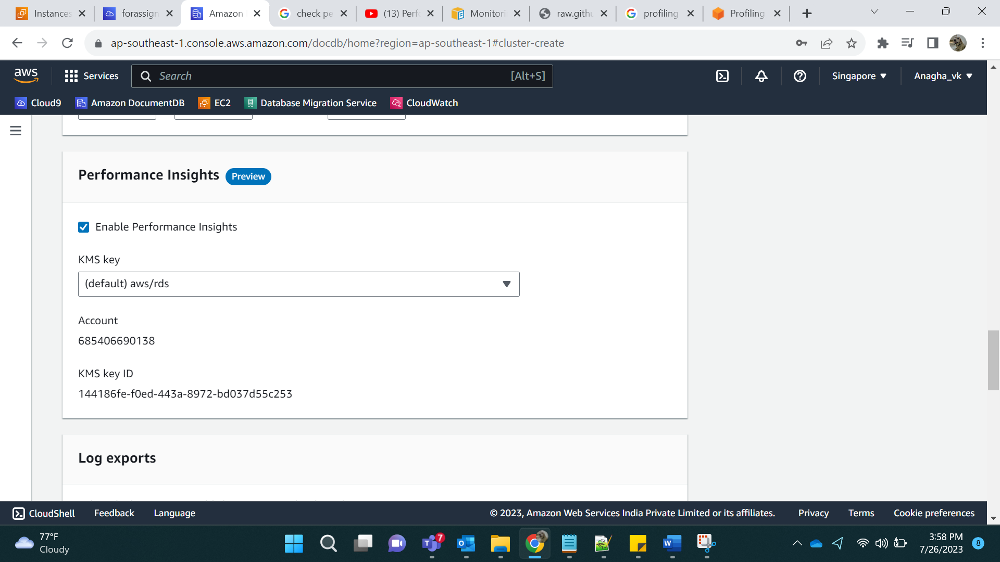 Instances
forassign
Amazon
check pe
(13) Perfo
Monitori
raw.githu
profiling
Profiling
ap-southeast-1.console.aws.amazon.com/docdb/home?region=ap-southeast-1#cluster-create
aws
Services
Search
[Alt+S]
Singapore
Anagha_vk
Cloud9
Amazon DocumentDB
EC2
Database Migration Service
CloudWatch
Performance Insights Preview
Enable Performance Insights
KMS key
(default) aws/rds
Account
685406690138
KMS key ID
144186fe-f0ed-443a-8972-bd037d55c253
Log exports
CloudShell
Feedback
Language
© 2023, Amazon Web Services India Private Limited or its affiliates.
Privacy
Terms
Cookie preferences
77°F
Cloudy
7
3:58 PM
7/26/2023
8